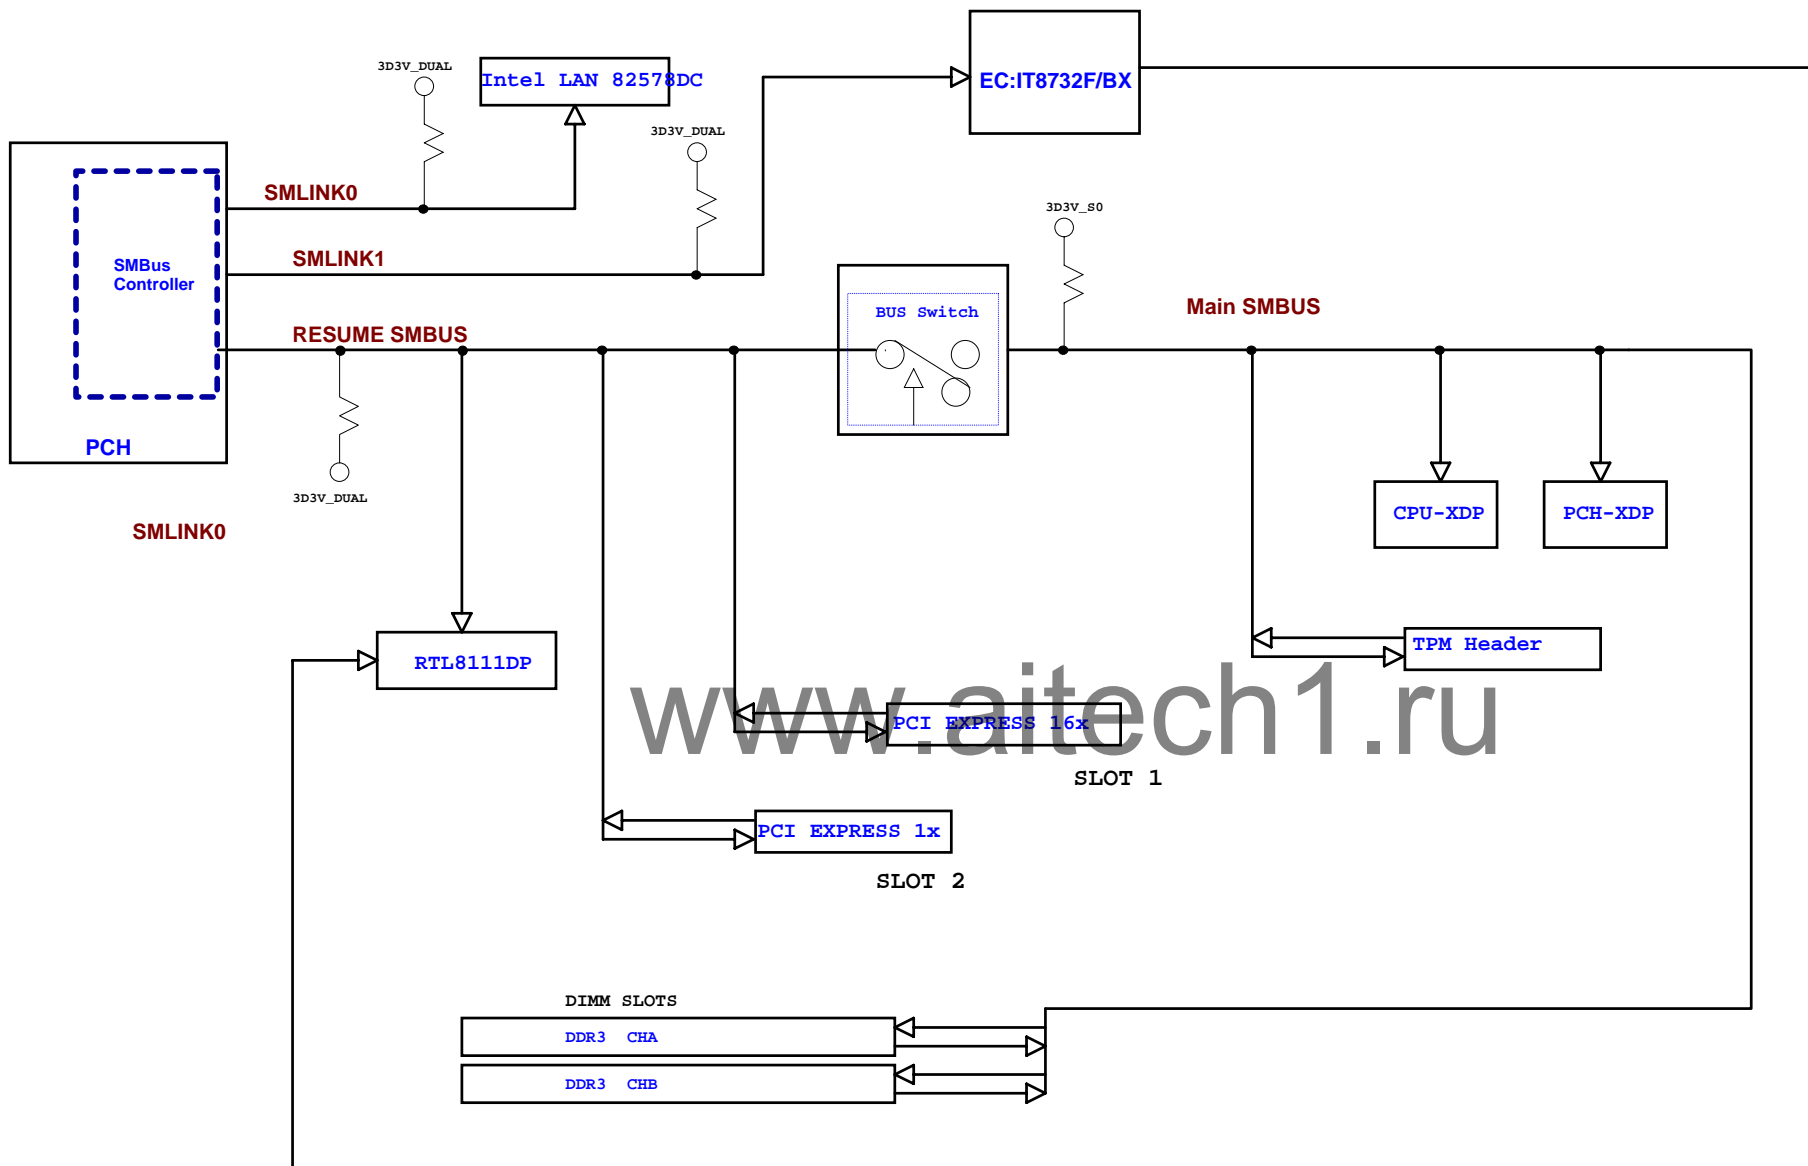 3D3V_DUAL
Intel LAN 82578DC
EC:IT8732F/BX
3D3V_DUAL
SMLINK0
3D3V_S0
SMLINK1
SMBus
Controller
Main SMBUS
BUS Switch
RESUME SMBUS
PCH
3D3V_DUAL
SMLINK0
CPU-XDP
PCH-XDP
TPM Header
RTL8111DP
www.aitech1.ru
PCI EXPRESS 16x
SLOT 1
PCI EXPRESS 1x
SLOT 2
DIMM SLOTS
DDR3 CHA
DDR3 CHB